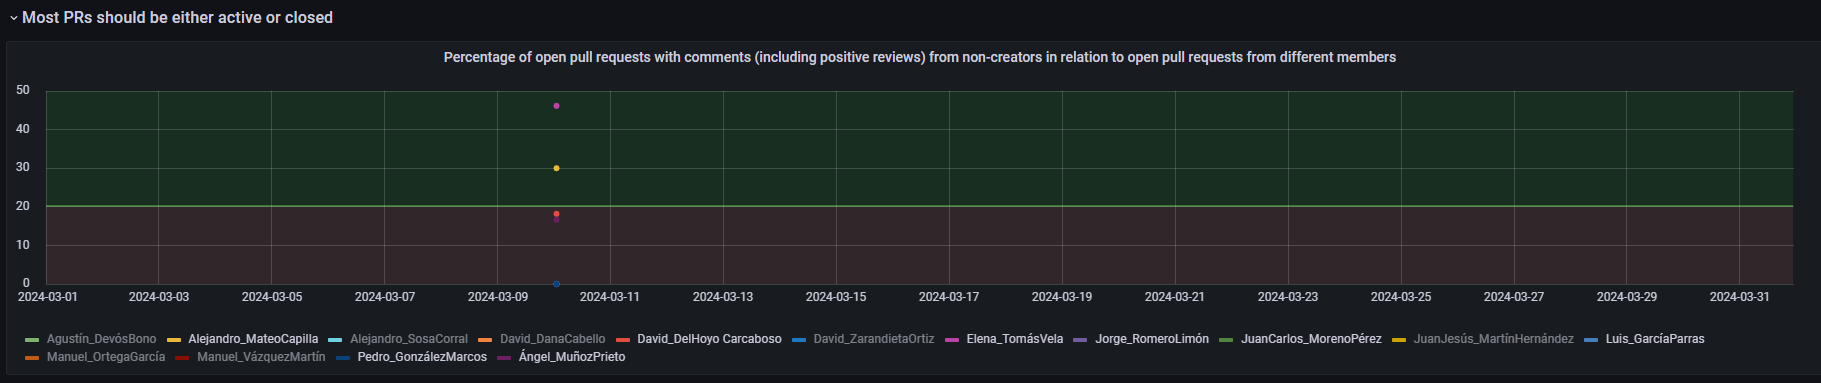 Most PRs should be either active or closed
Percentage of open pull requests with comments (including positive reviews) from non-creators in relation to open pull requests from different members
50
40
30
20
10
0
2024-03-01 2024-03-03 2024-03-05 2024-03-07 2024-03-09 2024-03-11 2024-03-13 2024-03-15 2024-03-17 2024-03-19 2024-03-21 2024-03-23 2024-03-25 2024-03-27 2024-03-29 2024-03-31
Agustín_DevósBono Alejandro_MateoCapilla Alejandro_SosaCorral David_DanaCabello David_DelHoyo Carcaboso David_ZarandietaOrtiz Elena_TomásVela Jorge_RomeroLimón JuanCarlos_MorenoPérez JuanJesús_MartínHernández Luis_GarcíaParras
Manuel_OrtegaGarcía Manuel_VázquezMartín Pedro_GonzálezMarcos Ángel_MuñozPrieto